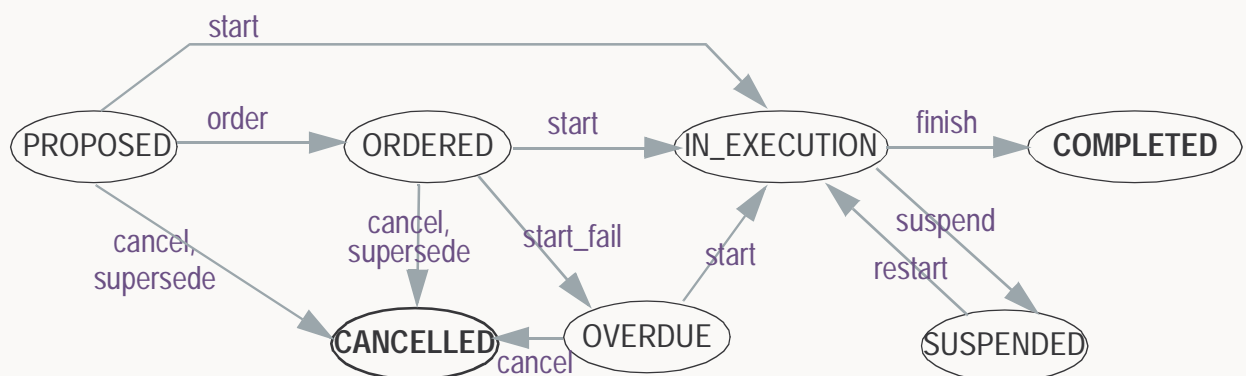 start
order
start
finish
PROPOSED
ORDERED
IN_EXECUTION
COMPLETED
cancel,
supersede
cancel,
supersede
start_fail
start
suspend
restart
CANCELLED
OVERDUE
SUSPENDED
cancel